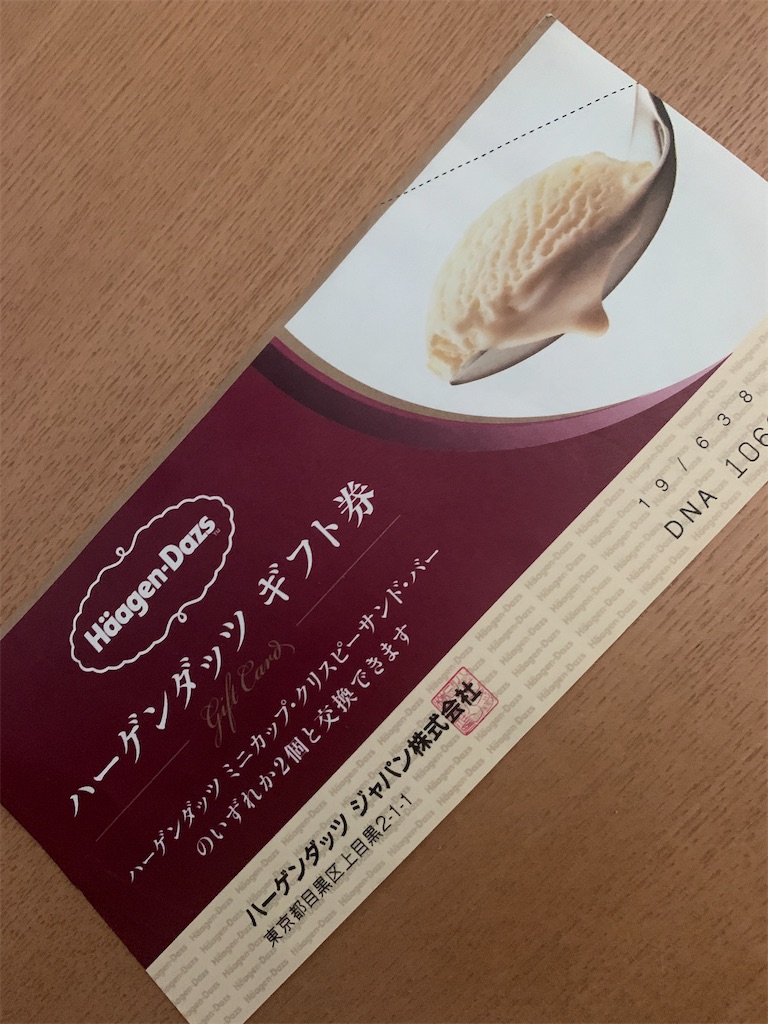 Häagen-Dazs
ハーゲンダッツ ギフト券
Gift Card
ハーゲンダッツ ミニカップ・クリスピーサンド・バー
のいずれか2個と交換できます
19/638
DNA 106
ハーゲンダッツ ジャパン株式会社
東京都目黒区上目黒2-1-1